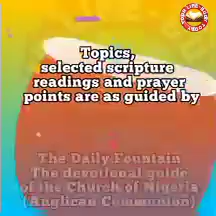 Topics,
selected scripture
readings and prayer
points are as guided by
The Daily Fountain
The devotional guide
of the Church of Nigeria
(Anglican Communion)